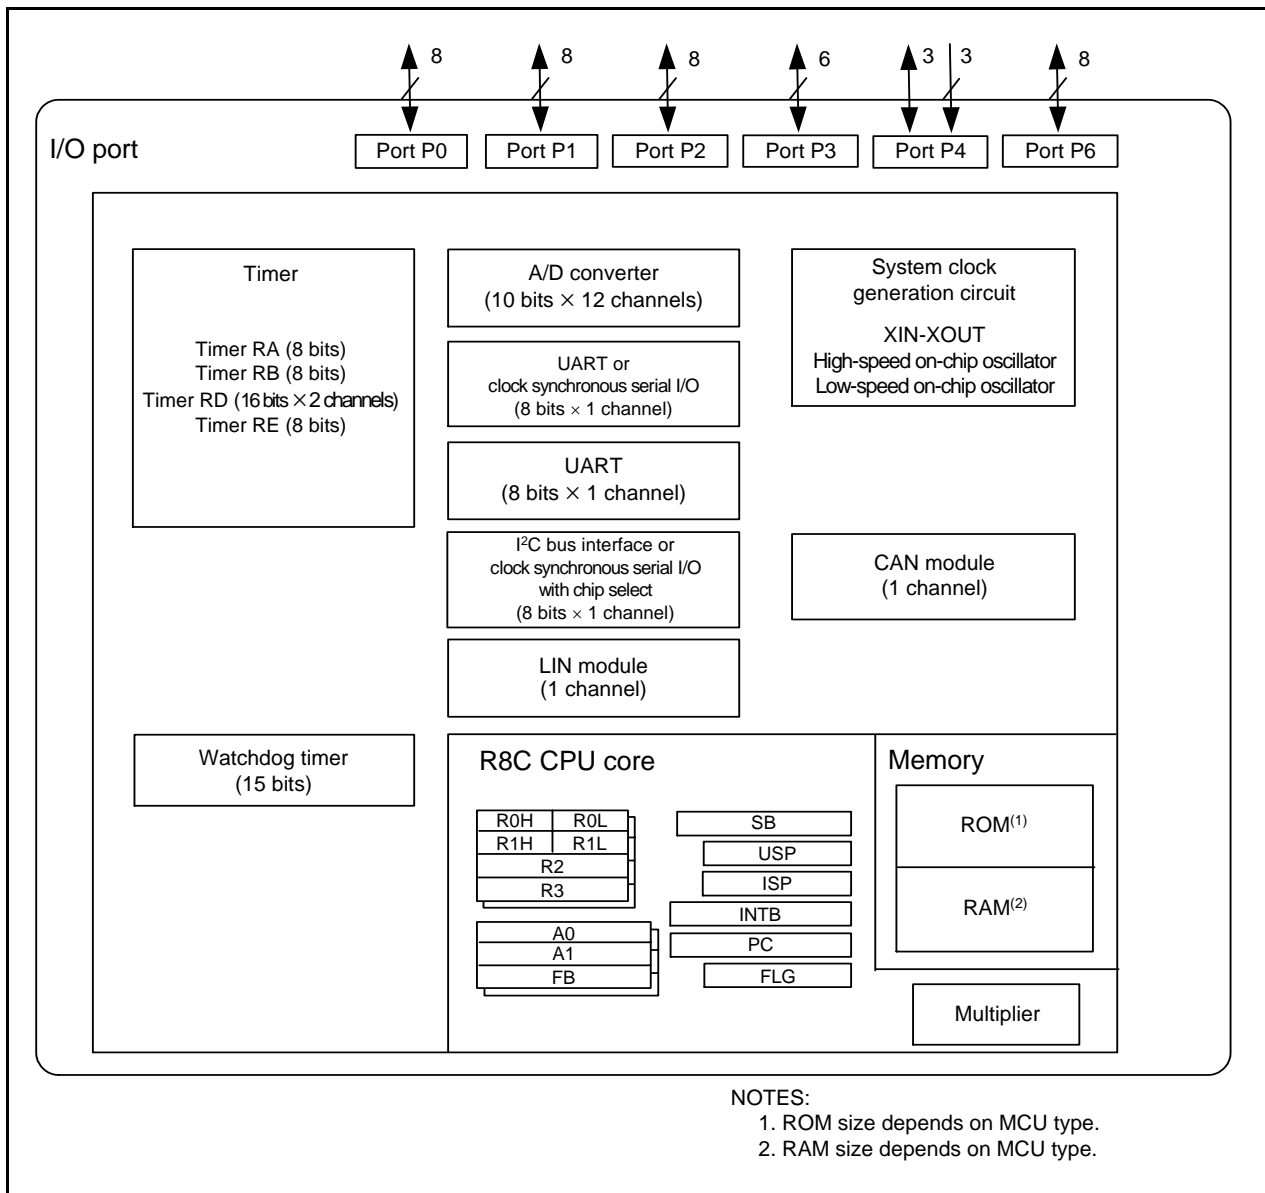 8
8
8
6
3
3
8
I/O port
Port P0
Port P1
Port P2
Port P3
Port P4
Port P6
Timer
Timer RA (8 bits)
Timer RB (8 bits)
Timer RD (16 bits × 2 channels)
Timer RE (8 bits)
A/D converter
(10 bits × 12 channels)
UART or
clock synchronous serial I/O
(8 bits × 1 channel)
UART
(8 bits × 1 channel)
I²C bus interface or
clock synchronous serial I/O
with chip select
(8 bits × 1 channel)
LIN module
(1 channel)
System clock
generation circuit
XIN-XOUT
High-speed on-chip oscillator
Low-speed on-chip oscillator
CAN module
(1 channel)
Watchdog timer
(15 bits)
R8C CPU core
R0H
R0L
R1H
R1L
R2
R3
A0
A1
FB
SB
USP
ISP
INTB
PC
FLG
Memory
ROM(1)
RAM(2)
Multiplier
NOTES:
1. ROM size depends on MCU type.
2. RAM size depends on MCU type.